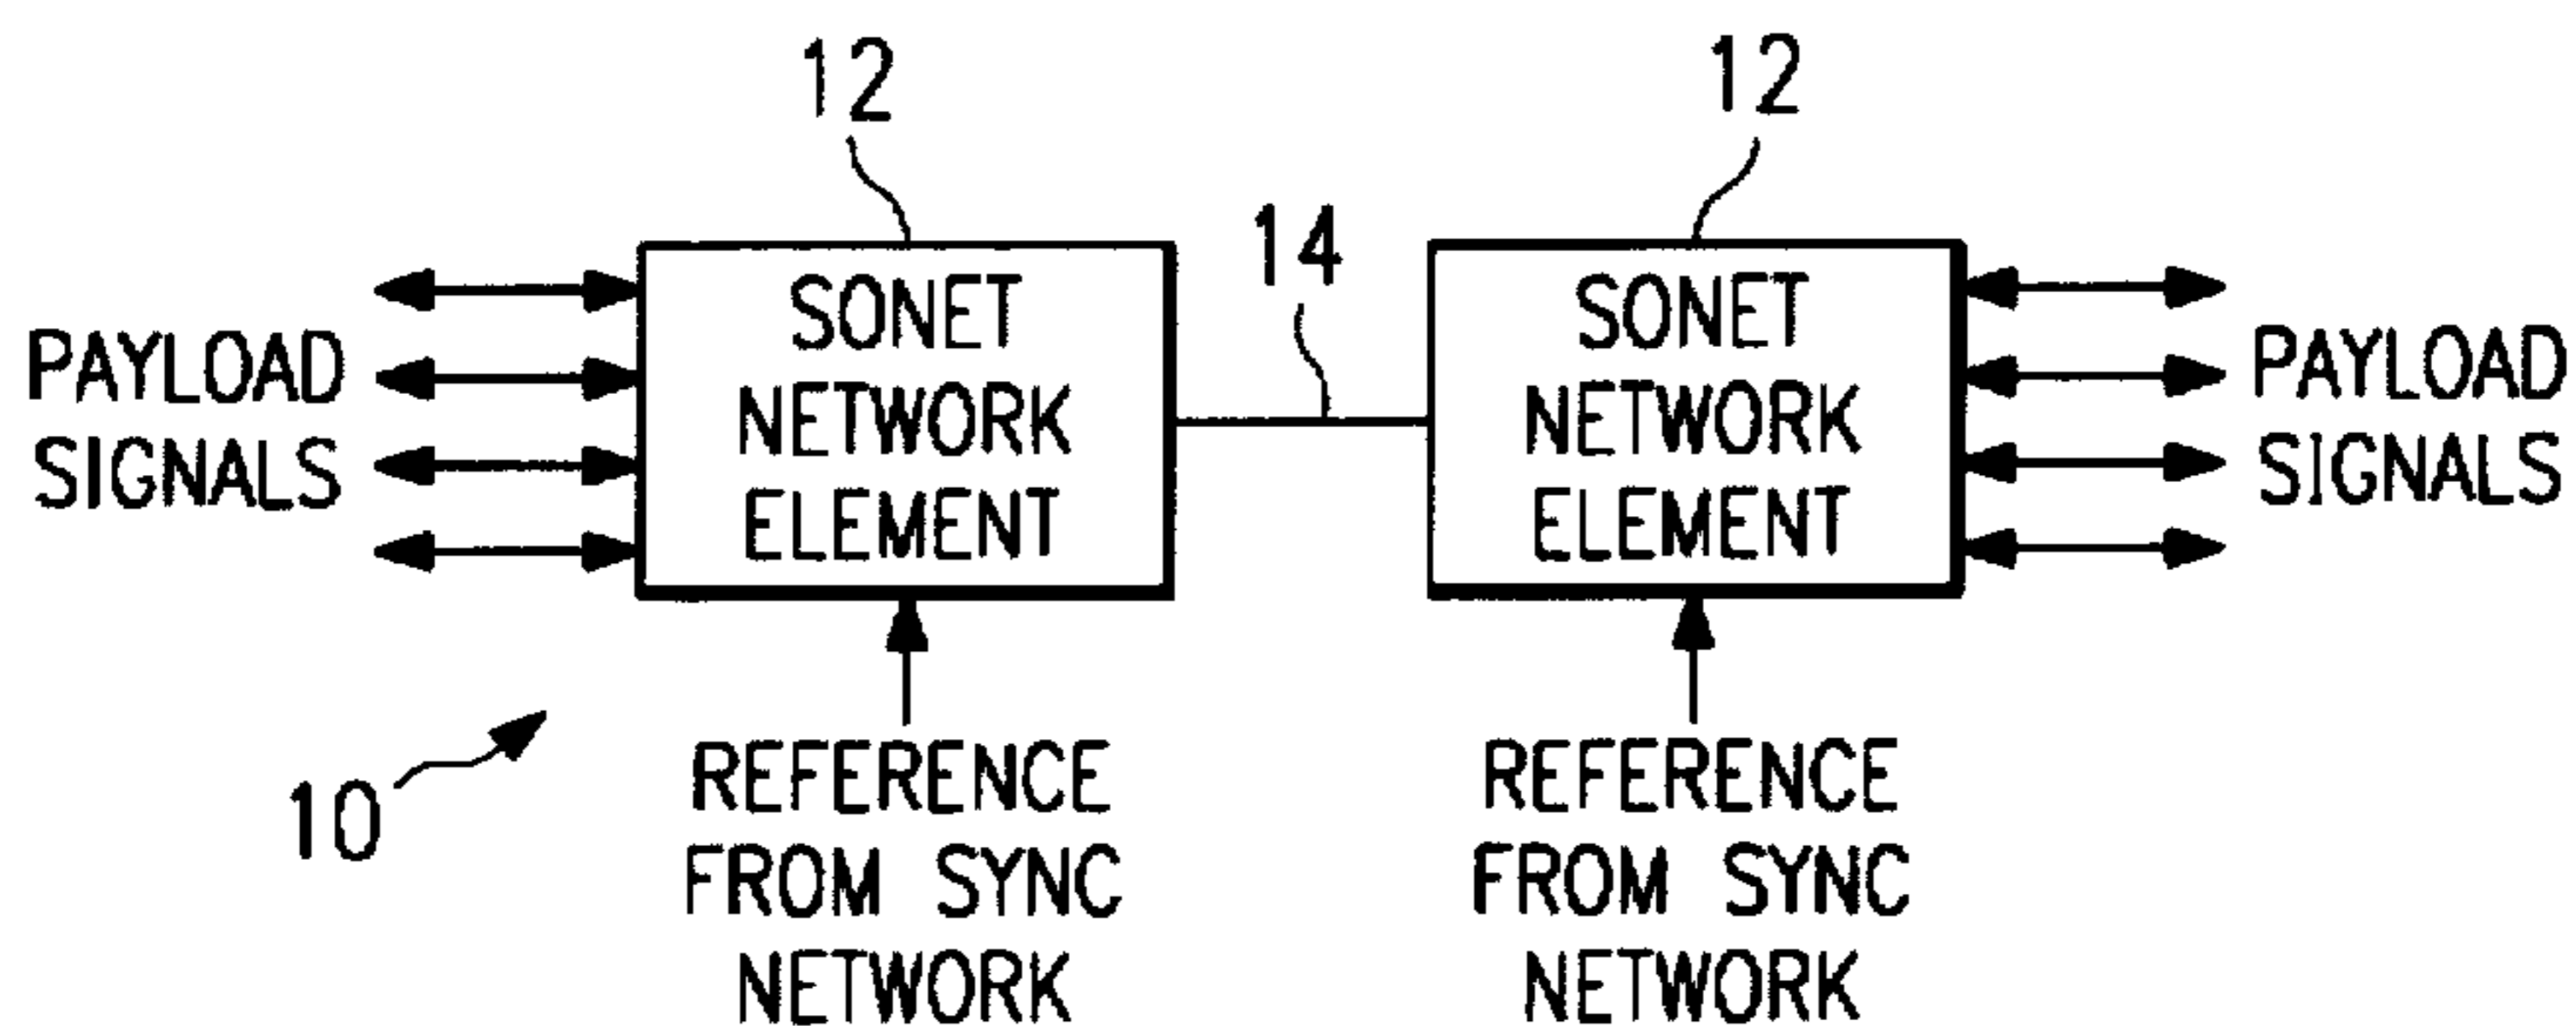 12
12
14
PAYLOAD
SIGNALS
SONET
NETWORK
ELEMENT
SONET
NETWORK
ELEMENT
PAYLOAD
SIGNALS
10
REFERENCE
FROM SYNC
NETWORK
REFERENCE
FROM SYNC
NETWORK